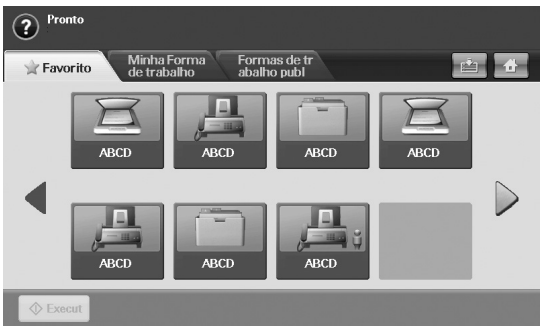 ?
Pronto
Favorito
Minha Forma
de trabalho
Formas de tr
abalho publ
ABCD
ABCD
ABCD
ABCD
ABCD
ABCD
ABCD
Execut